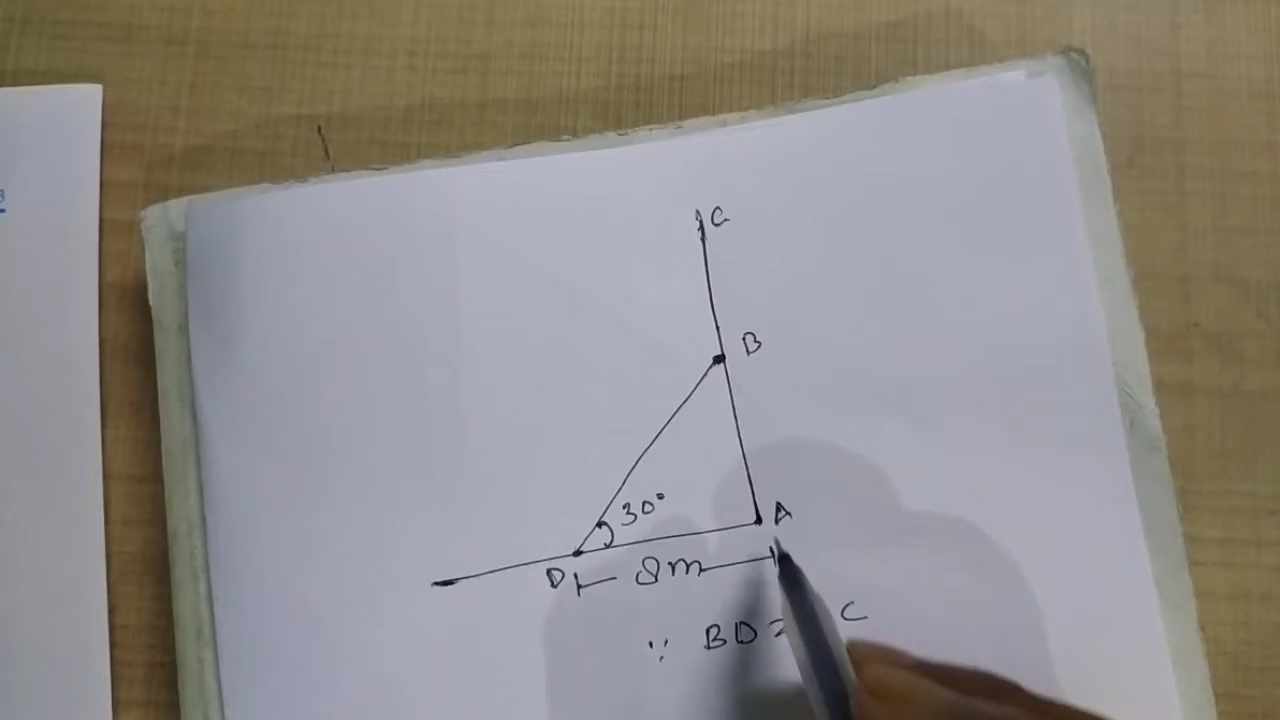 C
B
30°
A
D 8m
∵ BD = C